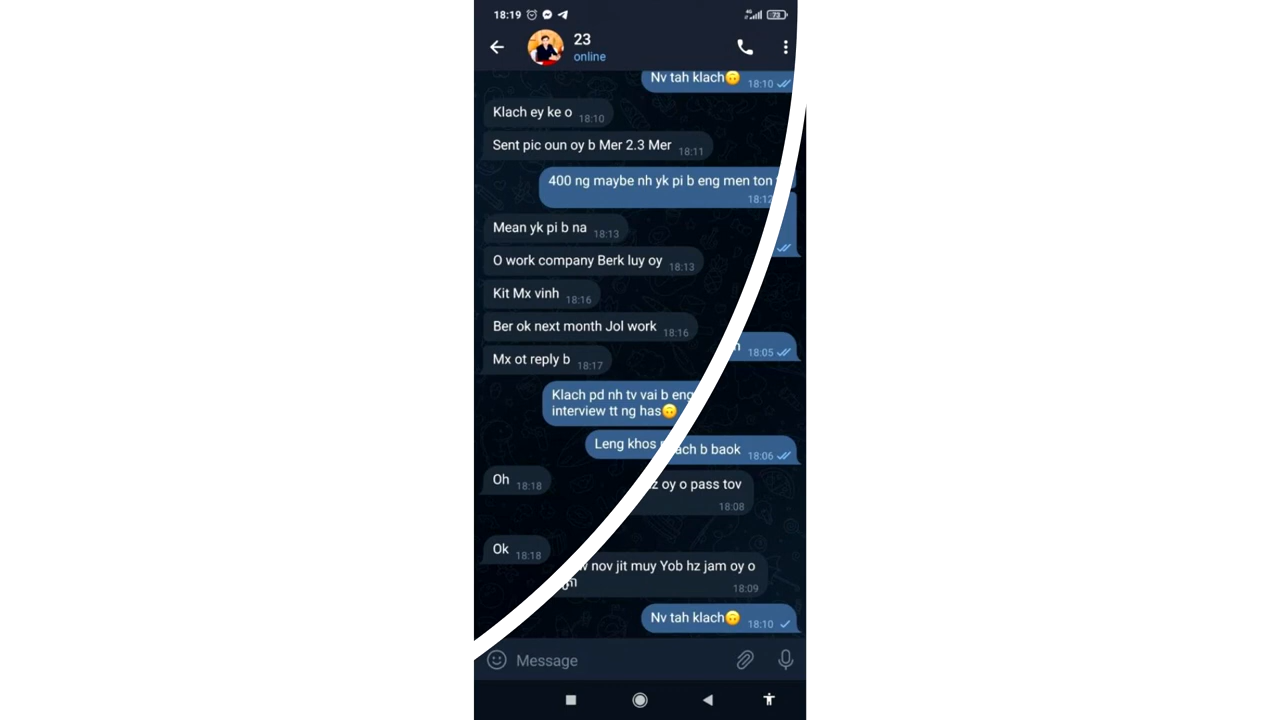 18:19
4G
73
23
online
Nv tah klach🙃 18:10
Klach ey ke o 18:10
Sent pic oun oy b Mer 2.3 Mer 18:11
400 ng maybe nh yk pi b eng men ton
18:12
Mean yk pi b na 18:13
O work company Berk luy oy 18:13
Kit Mx vinh 18:16
Ber ok next month Jol work 18:16
18:05
Mx ot reply b 18:17
Klach pd nh tv vai b eng
interview tt ng has🙃
Leng khos
ach b baok 18:06
Oh 18:18
oy o pass tov
18:08
Ok 18:18
nov jit muy Yob hz jam oy o
18:09
Nv tah klach🙃 18:10
Message